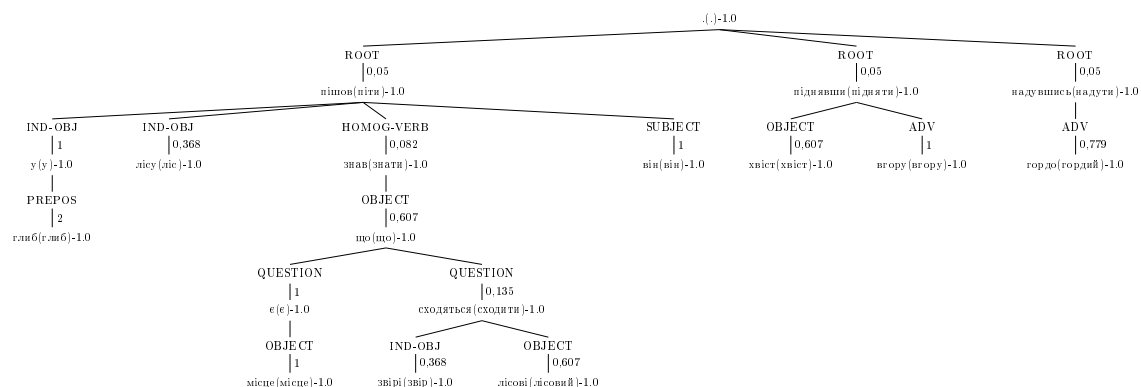 .(.)-1.0
ROOT ROOT ROOT
0,05 0,05 0,05
пішов(піти)-1.0 піднявши(підняти)-1.0 надувшись(надути)-1.0
IND-OBJ IND-OBJ HOMOG-VERB SUBJECT OBJECT ADV ADV
1 0,368 0,082 1 0,607 1 0,779
у(у)-1.0 лісу(ліс)-1.0 знав(знати)-1.0 він(він)-1.0 хвіст(хвіст)-1.0 вгору(вгору)-1.0 гордо(гордий)-1.0
PREPOS OBJECT
2 0,607
глиб(глиб)-1.0 що(що)-1.0
QUESTION QUESTION
1 0,135
є(є)-1.0 сходяться(сходити)-1.0
OBJECT IND-OBJ OBJECT
1 0,368 0,607
місце(місце)-1.0 звірі(звір)-1.0 лісові(лісовий)-1.0